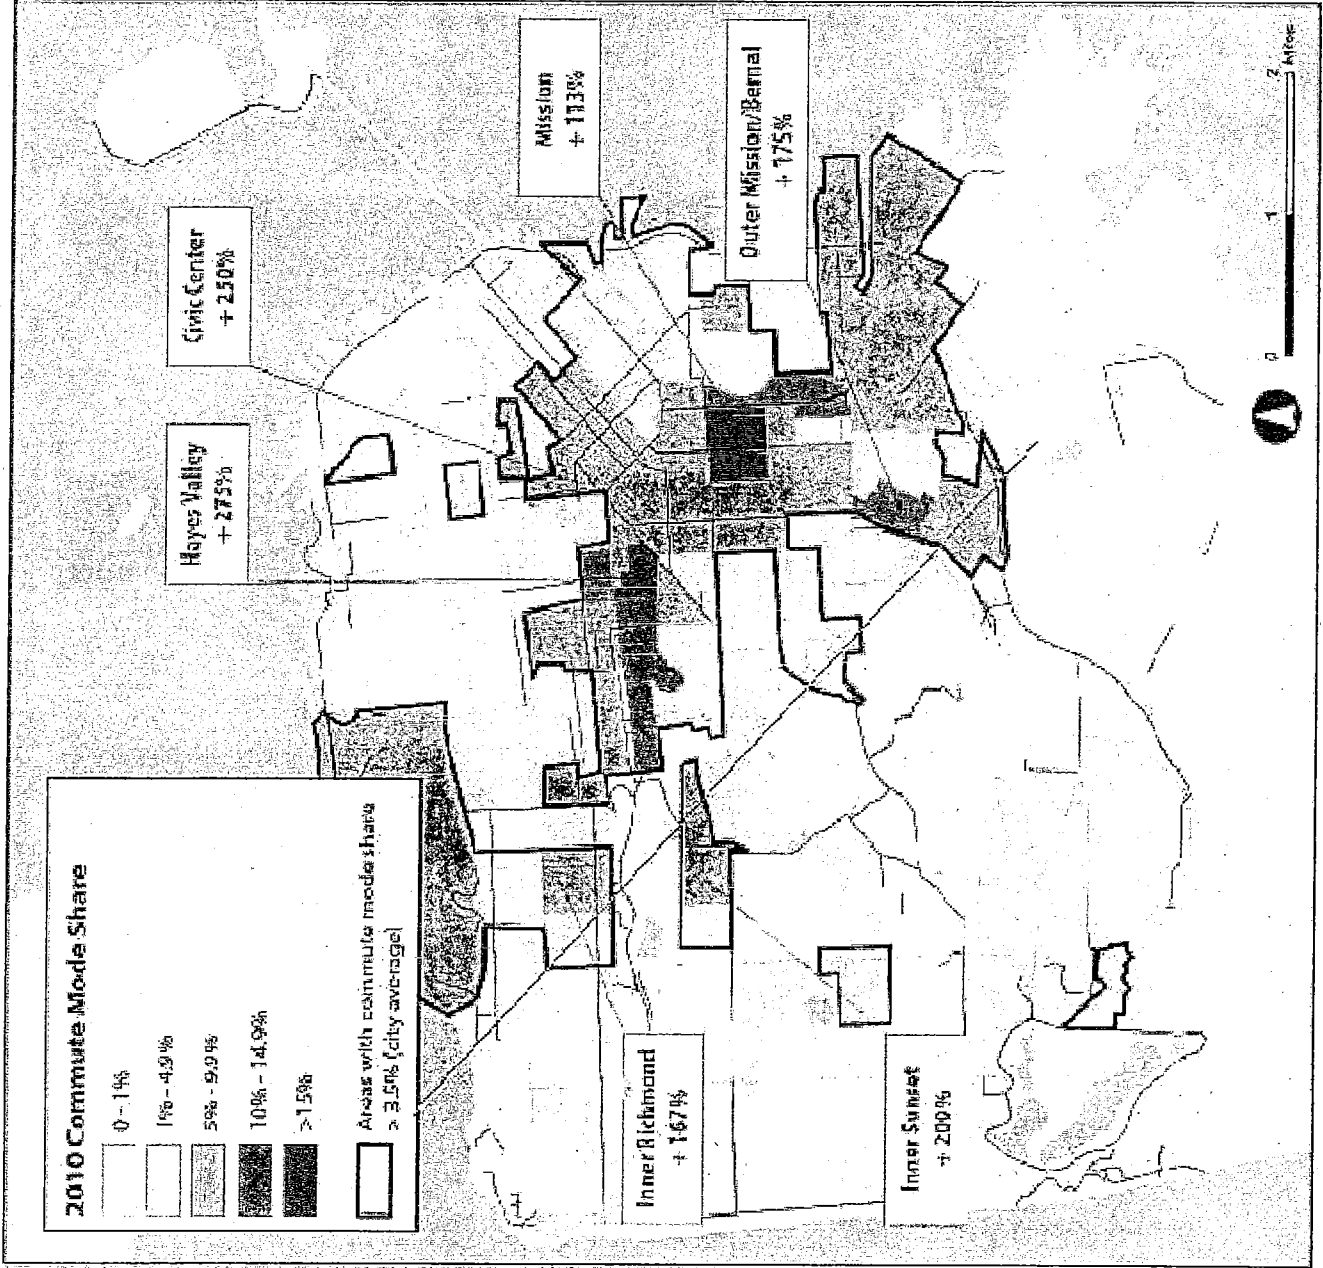 2010 Commute Mode Share
0 - 1%
1% - 4.9%
5% - 9.9%
10% - 14.9%
>15%
Areas with commute mode share
> 3.5% (city average)
Hayes Valley
+ 275%
Civic Center
+ 250%
Mission
+ 113%
Outer Mission/Bernal
+ 175%
Inner Richmond
+ 167%
Inner Sunset
+ 200%
0
1
2
Miles